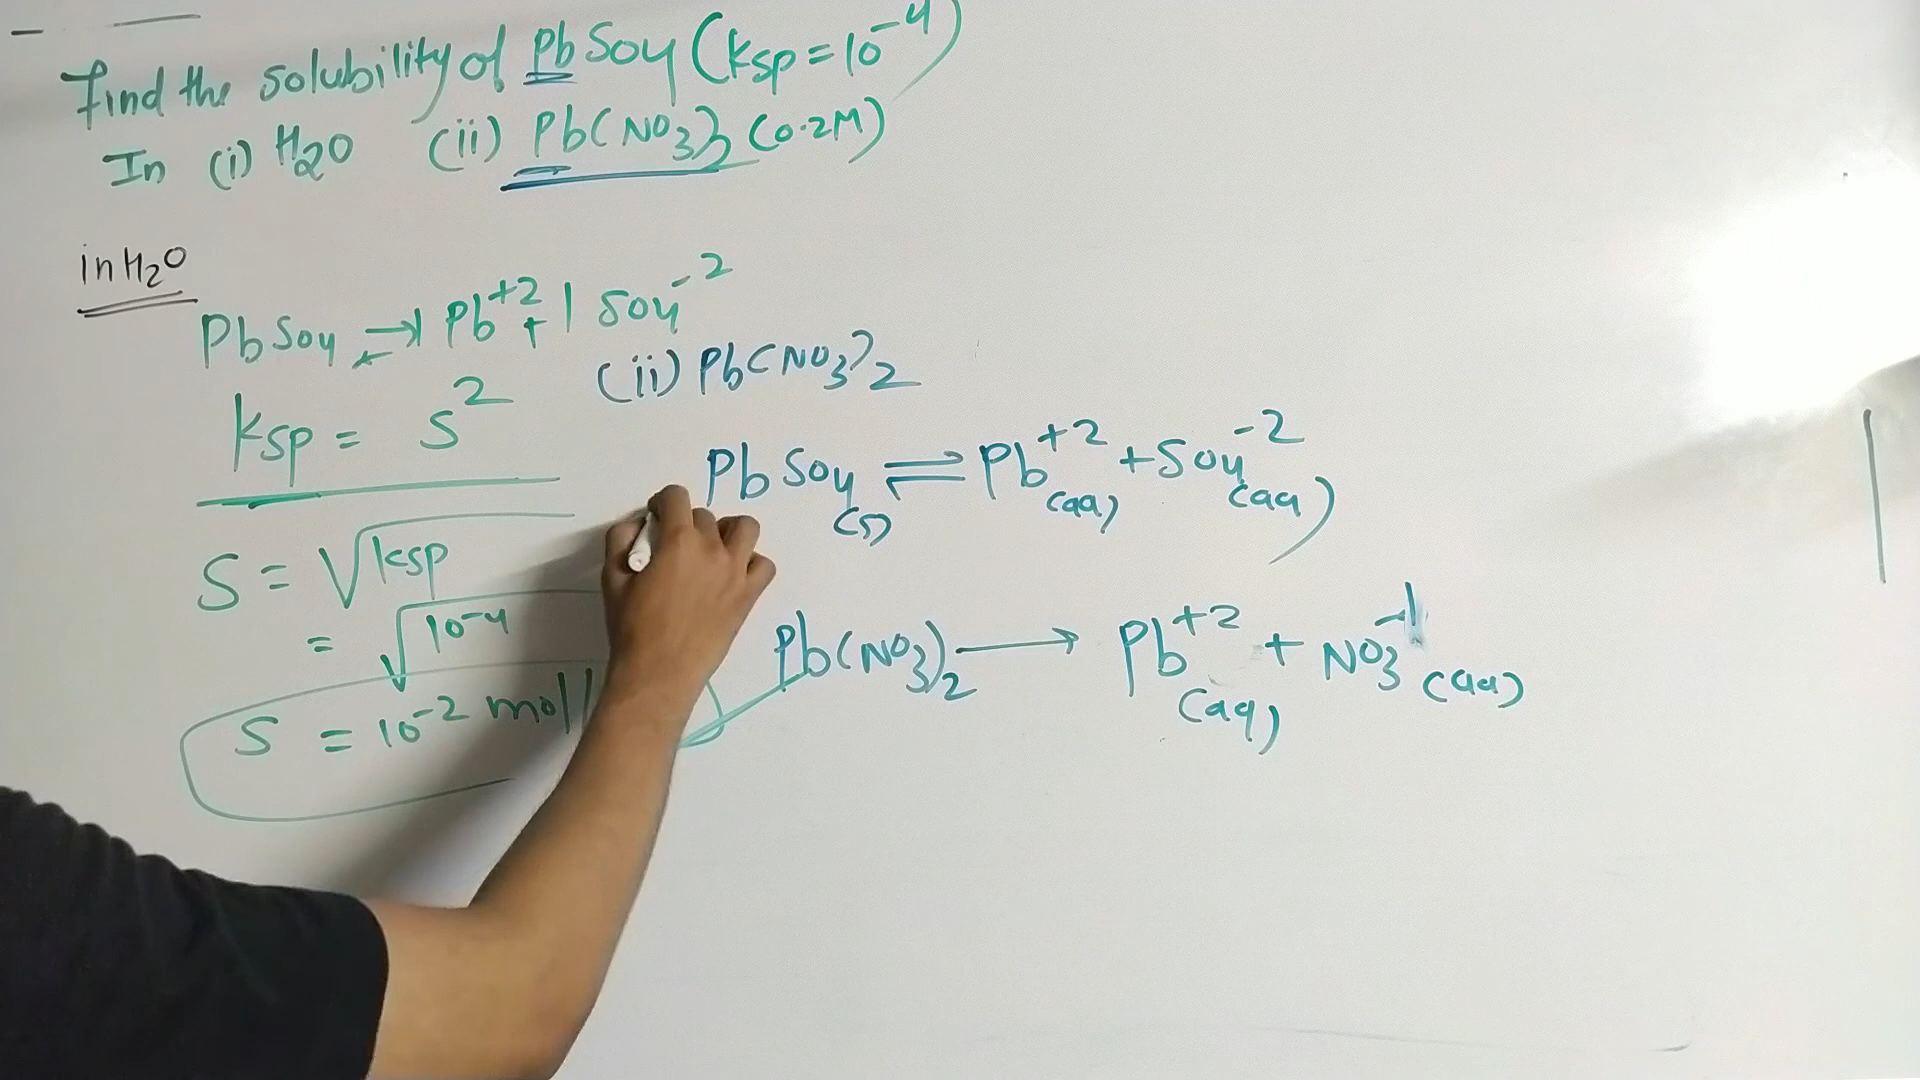 Find the solubility of PbSO4 (Ksp = 10^-4)
In (i) H2O (ii) Pb(NO3)2 (0.2M)
in H2O
PbSO4 ⇌ 1 Pb^+2 + 1 SO4^-2
Ksp = S^2
S = √Ksp
= √10^-4
S = 10^-2 mol/
(ii) Pb(NO3)2
PbSO4(s) ⇌ Pb^+2(aq) + SO4^-2(aq)
Pb(NO3)2 → Pb^+2(aq) + NO3^-1(aq)